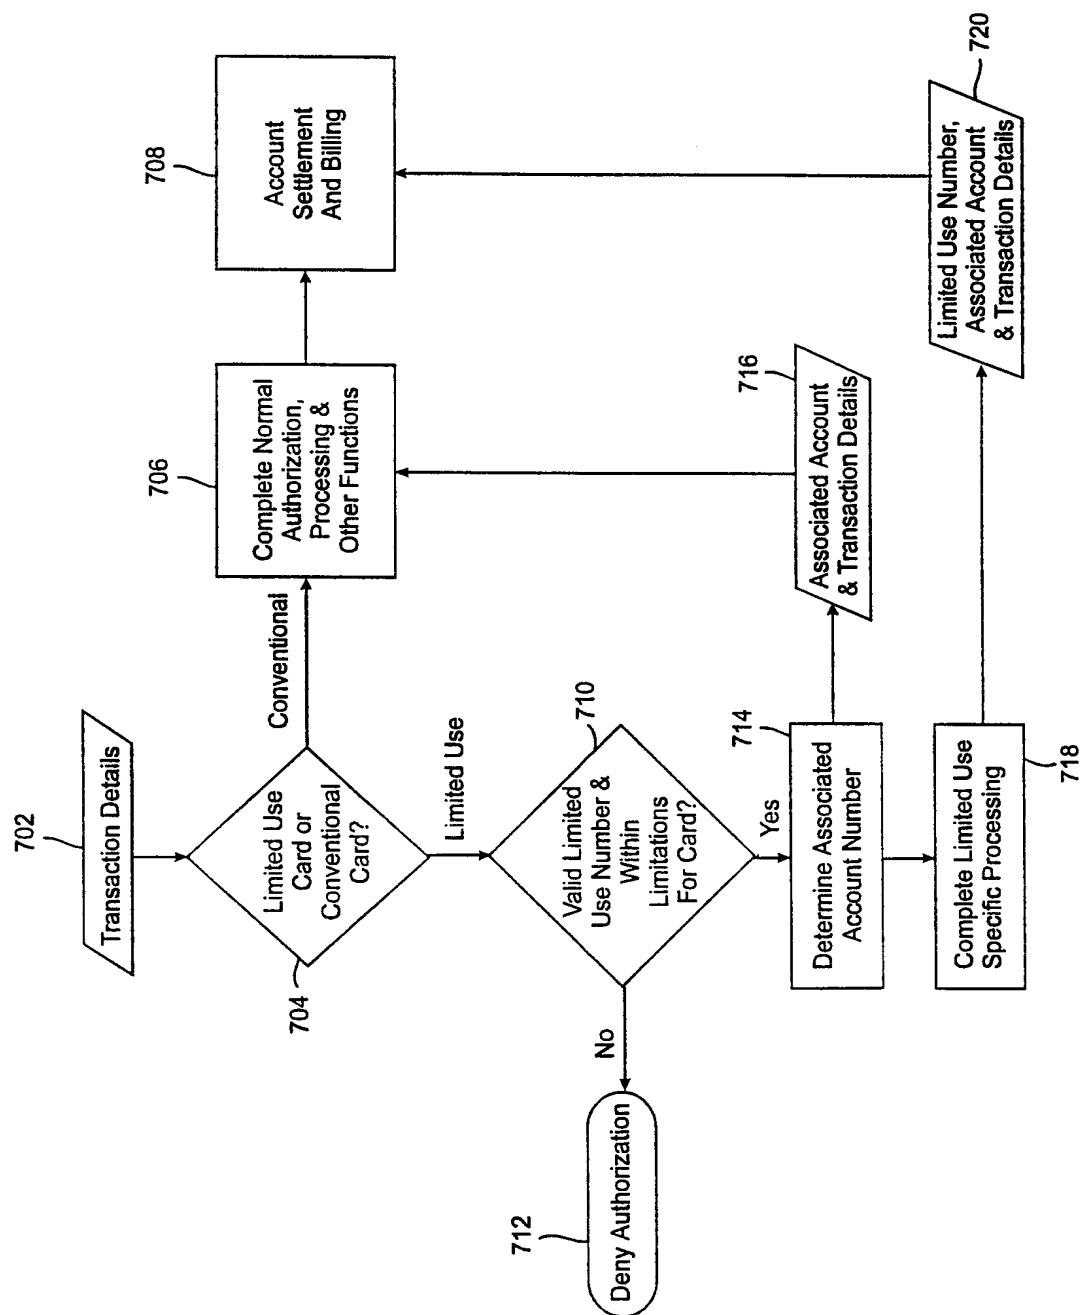 702
Transaction Details
704
Limited Use
Card or
Conventional
Card?
Conventional
706
Complete Normal
Authorization,
Processing &
Other Functions
708
Account
Settlement
And Billing
Limited Use
710
Valid Limited
Use Number &
Within
Limitations
For Card?
No
712
Deny Authorization
Yes
714
Determine Associated
Account Number
716
Associated Account
& Transaction Details
Complete Limited Use
Specific Processing
718
720
Limited Use Number,
Associated Account
& Transaction Details